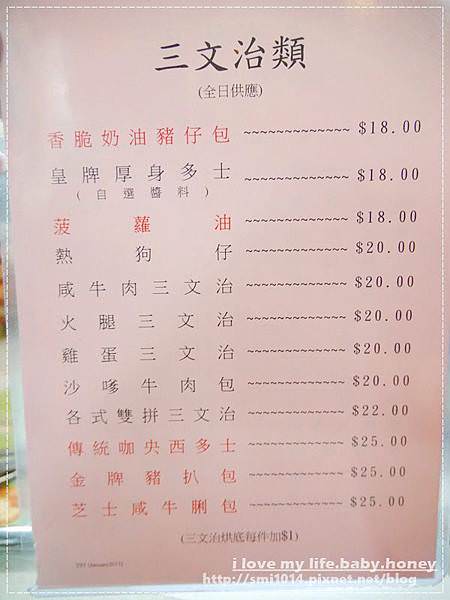 三文治類
(全日供應)
香脆奶油豬仔包 ~~~~~~~~~~~~~ $18.00
皇牌厚身多士 ~~~~~~~~~~~~~ $18.00
(自選醬料)
菠蘿油 ~~~~~~~~~~~~~ $18.00
熱狗仔 ~~~~~~~~~~~~~ $20.00
咸牛肉三文治 ~~~~~~~~~~~~~ $20.00
火腿三文治 ~~~~~~~~~~~~~ $20.00
雞蛋三文治 ~~~~~~~~~~~~~ $20.00
沙嗲牛肉包 ~~~~~~~~~~~~~ $20.00
各式雙拼三文治 ~~~~~~~~~~~~~ $22.00
傳統咖央西多士 ~~~~~~~~~~~~~ $25.00
金牌豬扒包 ~~~~~~~~~~~~~ $25.00
芝士咸牛脷包 ~~~~~~~~~~~~~ $25.00
(三文治烘底每件加$1)
i love my life.baby.honey
http://smi1014.pixnet.net/blog